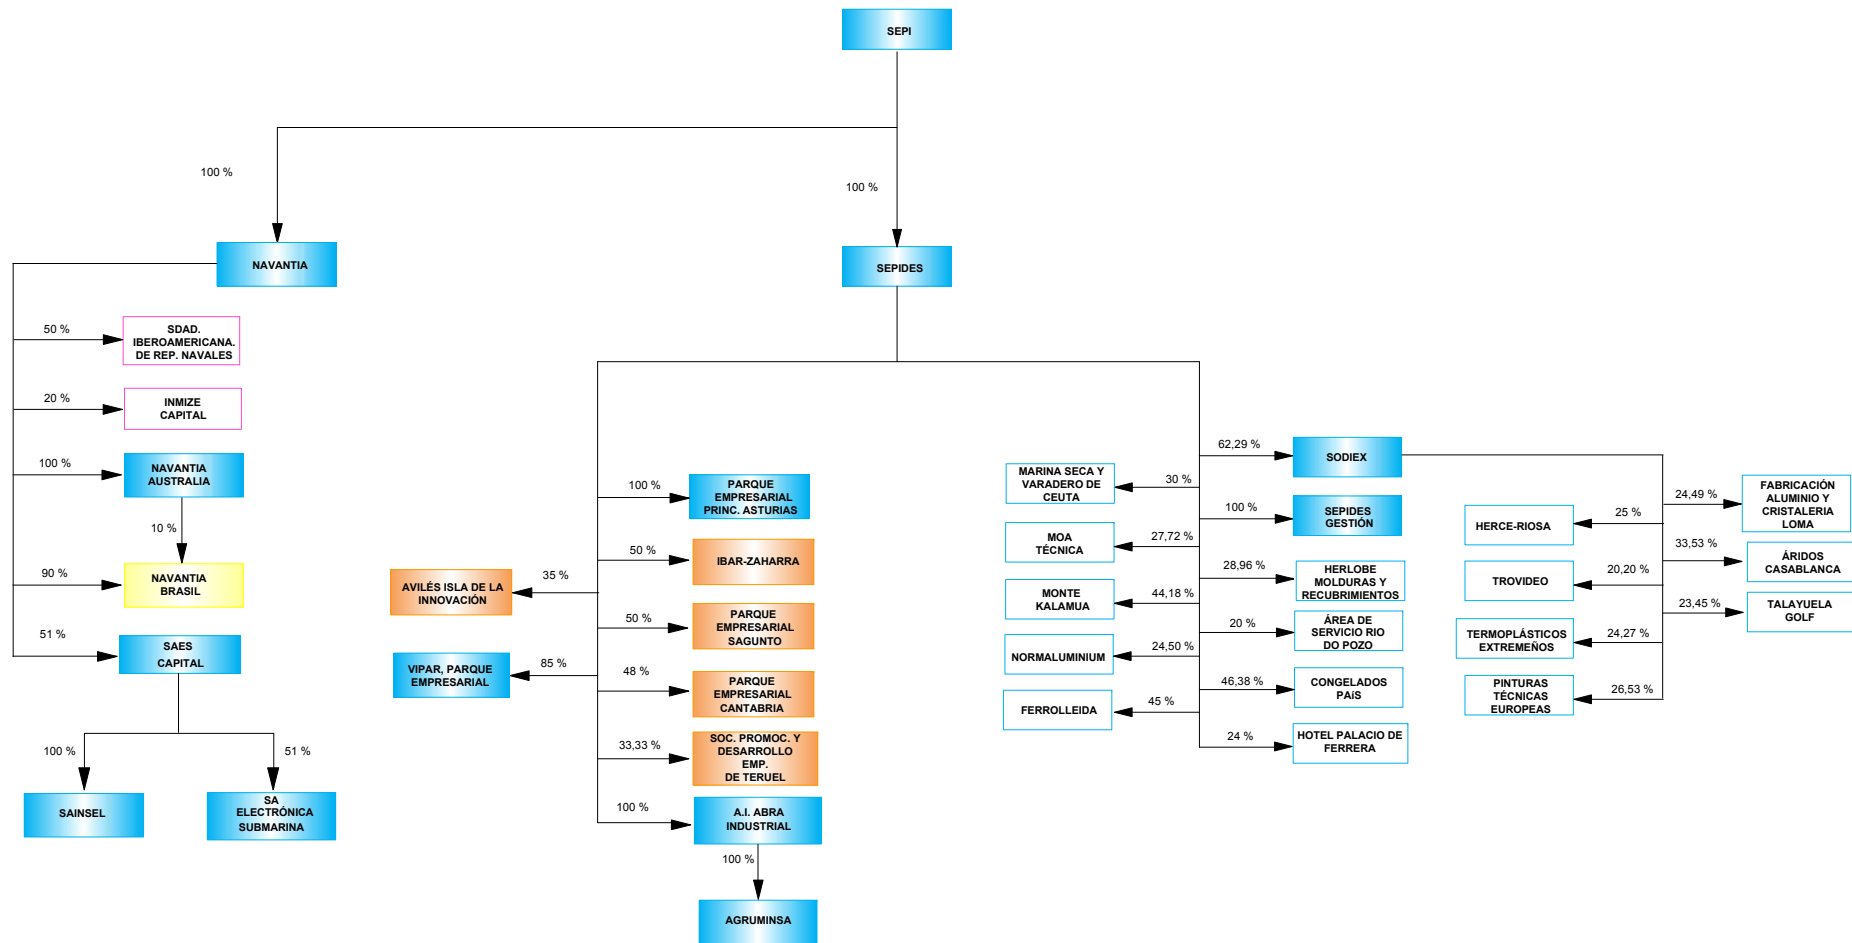 SEPI
100 %
100 %
NAVANTIA
SEPIDES
50 %
SDAD.
IBEROAMERICANA.
DE REP. NAVALES
20 %
INMIZE
CAPITAL
100 %
NAVANTIA
AUSTRALIA
10 %
90 %
NAVANTIA
BRASIL
51 %
SAES
CAPITAL
100 %
51 %
SAINSEL
SA
ELECTRÓNICA
SUBMARINA
100 %
PARQUE
EMPRESARIAL
PRINC. ASTURIAS
50 %
IBAR-ZAHARRA
35 %
AVILÉS ISLA DE LA
INNOVACIÓN
50 %
PARQUE
EMPRESARIAL
SAGUNTO
85 %
VIPAR, PARQUE
EMPRESARIAL
48 %
PARQUE
EMPRESARIAL
CANTABRIA
33,33 %
SOC. PROMOC. Y
DESARROLLO
EMP.
DE TERUEL
100 %
A.I. ABRA
INDUSTRIAL
100 %
AGRUMINSA
62,29 %
SODIEX
MARINA SECA Y
VARADERO DE
CEUTA
30 %
100 %
SEPIDES
GESTIÓN
MOA
TÉCNICA
27,72 %
28,96 %
HERLOBE
MOLDURAS Y
RECUBRIMIENTOS
MONTE
KALAMUA
44,18 %
20 %
ÁREA DE
SERVICIO RIO
DO POZO
NORMALUMINIUM
24,50 %
46,38 %
CONGELADOS
PAíS
FERROLLEIDA
45 %
24 %
HOTEL PALACIO DE
FERRERA
24,49 %
FABRICACIÓN
ALUMINIO Y
CRISTALERIA
LOMA
HERCE-RIOSA
25 %
33,53 %
ÁRIDOS
CASABLANCA
TROVIDEO
20,20 %
23,45 %
TALAYUELA
GOLF
TERMOPLÁSTICOS
EXTREMEÑOS
24,27 %
PINTURAS
TÉCNICAS
EUROPEAS
26,53 %